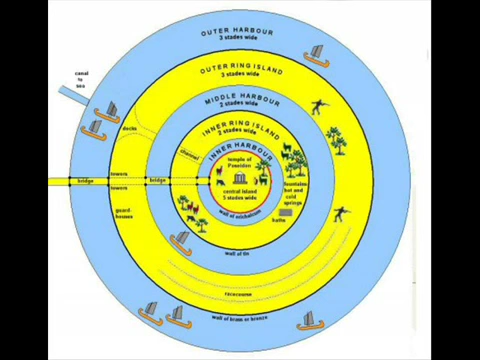 OUTER HARBOUR
3 stades wide
OUTER RING ISLAND
3 stades wide
canal
to
sea
MIDDLE HARBOUR
2 stades wide
docks
INNER RING ISLAND
2 stades wide
INNER HARBOUR
channel
temple of
Poseidon
towers
bridge
bridge
towers
central island
5 stades wide
fountains
hot and
cold
springs
guard
houses
wall of orichalcum
baths
wall of tin
racecourse
wall of brass or bronze